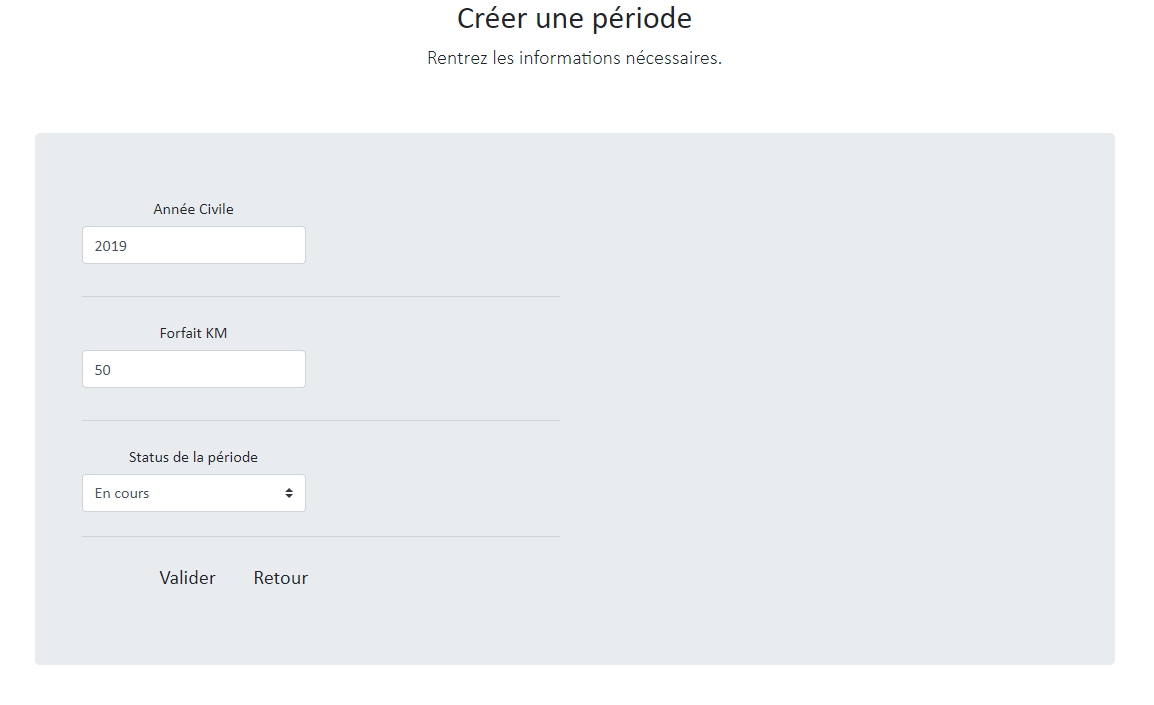 Créer une période
Rentrez les informations nécessaires.
Année Civile
2019
Forfait KM
50
Status de la période
En cours
Valider Retour